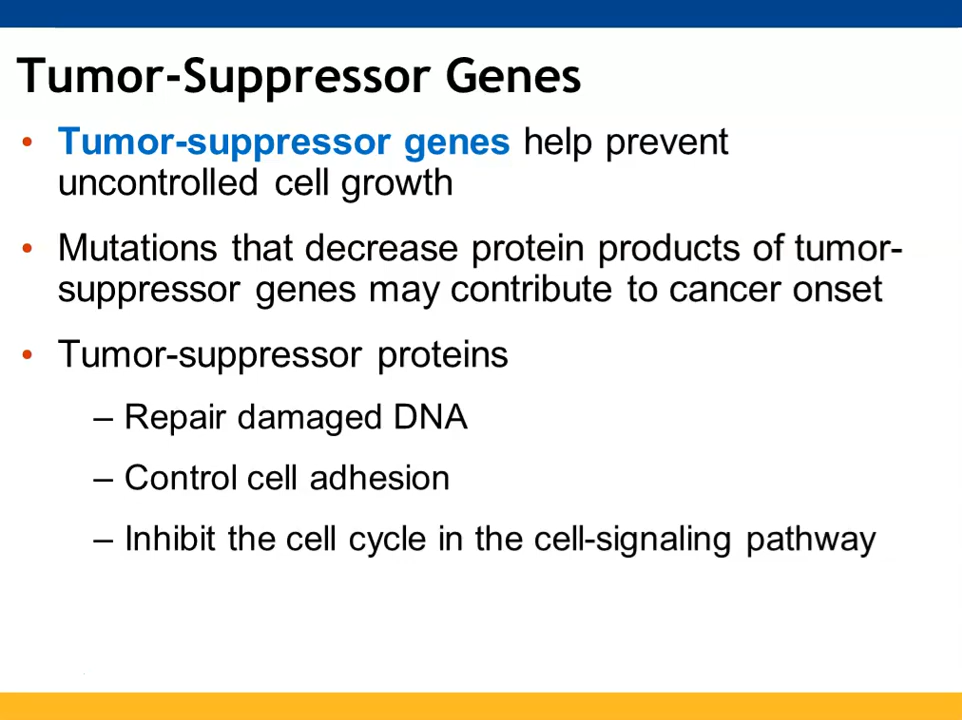 Tumor-Suppressor Genes
• Tumor-suppressor genes help prevent
uncontrolled cell growth
• Mutations that decrease protein products of tumor-
suppressor genes may contribute to cancer onset
• Tumor-suppressor proteins
– Repair damaged DNA
– Control cell adhesion
– Inhibit the cell cycle in the cell-signaling pathway